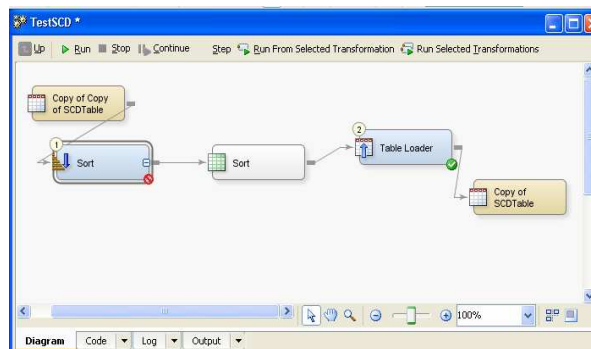 TestSCD *
Up Run Stop Continue Step Run From Selected Transformation Run Selected Transformations
Copy of Copy
of SCDTable
1
Sort
Sort
2
Table Loader
Copy of
SCDTable
100%
Diagram Code Log Output